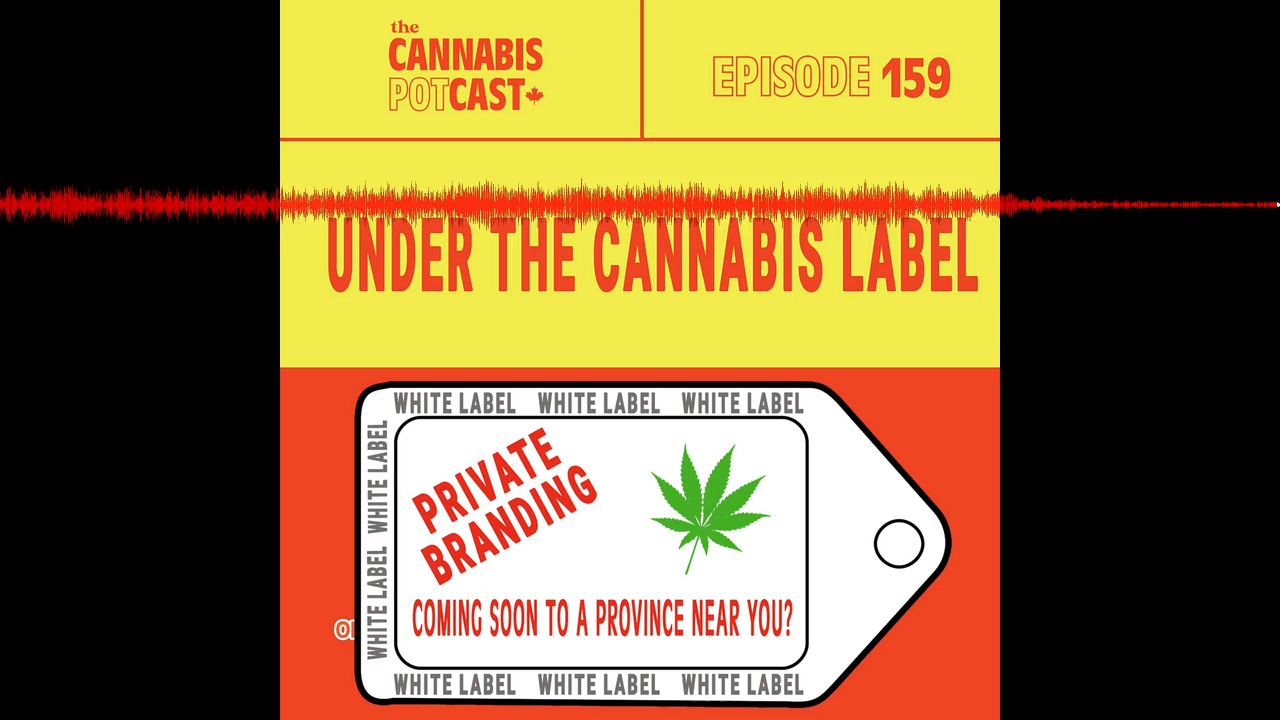 the
CANNABIS
POTCAST
EPISODE 159
UNDER THE CANNABIS LABEL
WHITE LABEL WHITE LABEL WHITE LABEL
WHITE LABEL WHITE LABEL
PRIVATE
BRANDING
COMING SOON TO A PROVINCE NEAR YOU?
WHITE LABEL WHITE LABEL WHITE LABEL